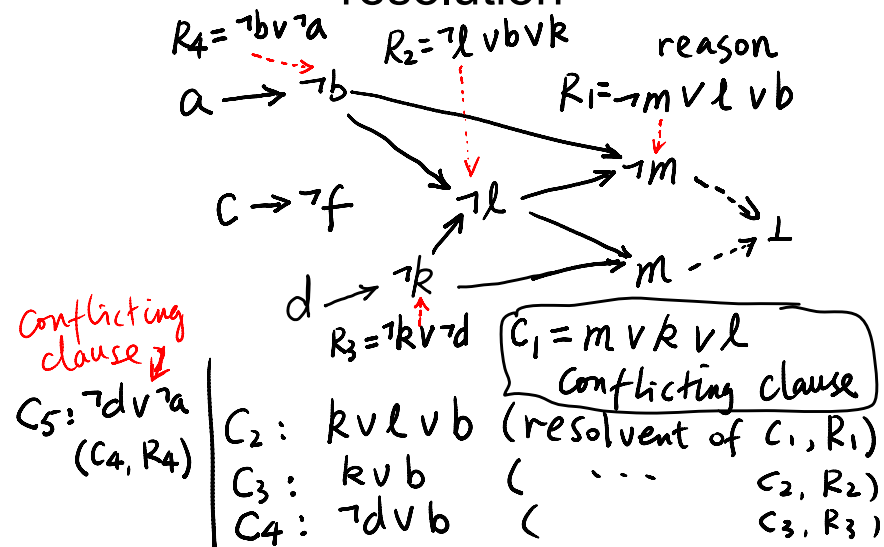 resolution
R₄=¬b∨¬a
R₂=¬l∨b∨k
reason
R₁=¬m∨l∨b
a → ¬b
¬m
c → ¬f
¬l
⊥
d → ¬k
m
R₃=¬k∨¬d
C₁=m∨k∨l
Conflicting clause
Conflicting
clause
C₅: ¬d∨¬a
(C₄, R₄)
C₂: k∨l∨b (resolvent of C₁, R₁)
C₃: k∨b ( ... C₂, R₂)
C₄: ¬d∨b ( C₃, R₃)